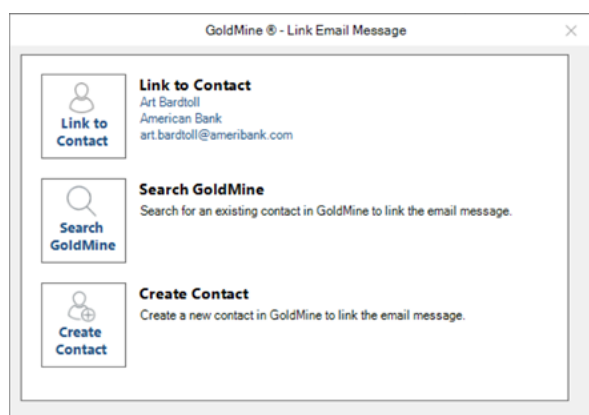 GoldMine ® - Link Email Message
Link to
Contact
Link to Contact
Art Bardtoll
American Bank
art.bardtoll@ameribank.com
Search
GoldMine
Search GoldMine
Search for an existing contact in GoldMine to link the email message.
Create
Contact
Create Contact
Create a new contact in GoldMine to link the email message.